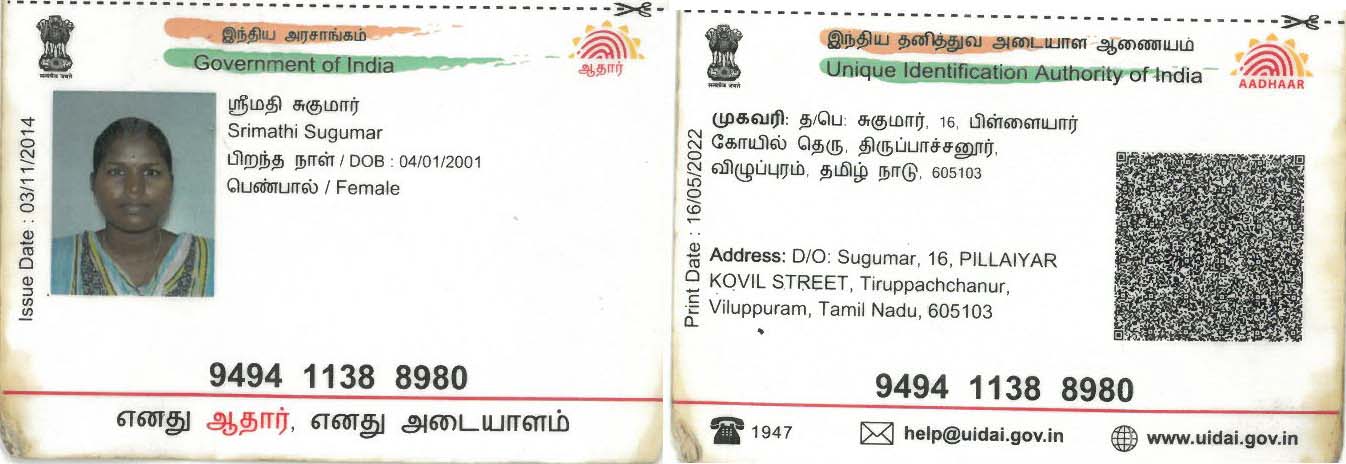 இந்திய அரசாங்கம்
Government of India
ஆதார்
Issue Date : 03/11/2014
ஸ்ரீமதி சுகுமார்
Srimathi Sugumar
பிறந்த நாள் / DOB : 04/01/2001
பெண்பால் / Female
9494 1138 8980
எனது ஆதார், எனது அடையாளம்
இந்திய தனித்துவ அடையாள ஆணையம்
Unique Identification Authority of India
AADHAAR
Print Date : 16/05/2022
முகவரி: த/பெ: சுகுமார், 16, பிள்ளையார்
கோயில் தெரு, திருப்பாச்சனூர்,
விழுப்புரம், தமிழ் நாடு, 605103
Address: D/O: Sugumar, 16, PILLAIYAR
KOVIL STREET, Tiruppachchanur,
Viluppuram, Tamil Nadu, 605103
9494 1138 8980
1947
help@uidai.gov.in
www.uidai.gov.in